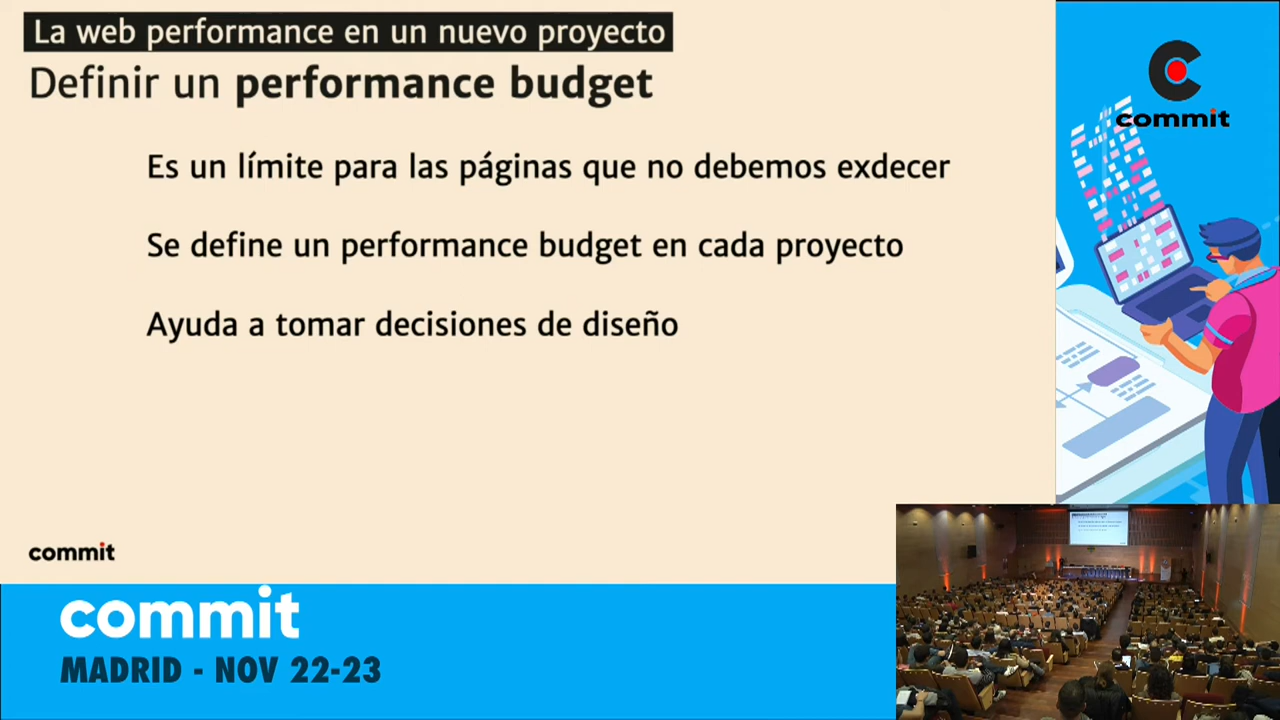 La web performance en un nuevo proyecto
Definir un performance budget
Es un límite para las páginas que no debemos exdecer
Se define un performance budget en cada proyecto
Ayuda a tomar decisiones de diseño
commit
commit
commit
MADRID - NOV 22-23